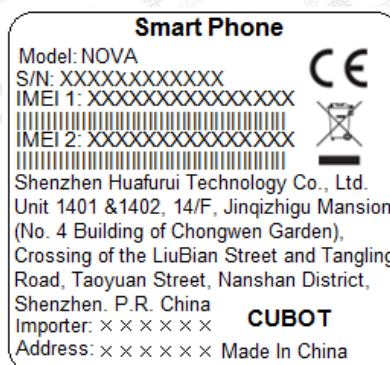 Smart Phone
Model: NOVA
S/N: XXXXXXXXXXXX
IMEI 1: XXXXXXXXXXXXXXX
IMEI 2: XXXXXXXXXXXXXXX
Shenzhen Huafurui Technology Co., Ltd.
Unit 1401 &1402, 14/F, Jinqizhigu Mansion
(No. 4 Building of Chongwen Garden),
Crossing of the LiuBian Street and Tangling
Road, Taoyuan Street, Nanshan District,
Shenzhen. P.R. China
Importer: × × × × × ×
Address: × × × × × × Made In China
CUBOT
CE